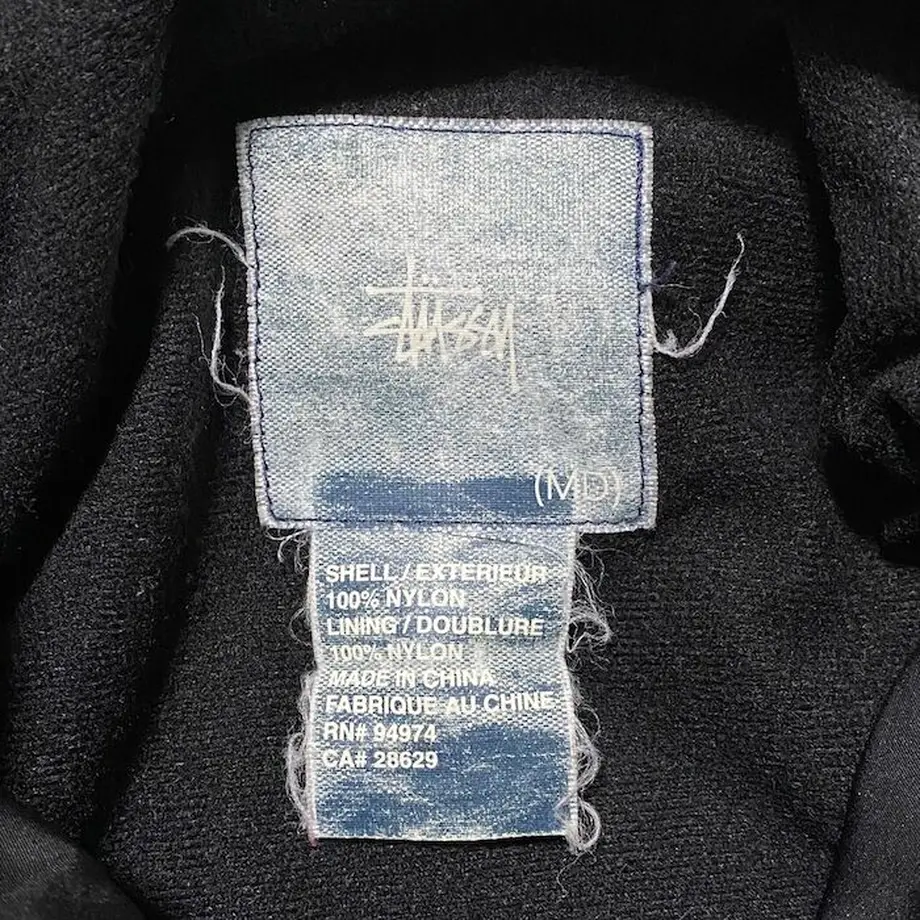 Stüssy
(MD)
SHELL / EXTERIEUR
100% NYLON
LINING / DOUBLURE
100% NYLON
MADE IN CHINA
FABRIQUE AU CHINE
RN# 94974
CA# 28629